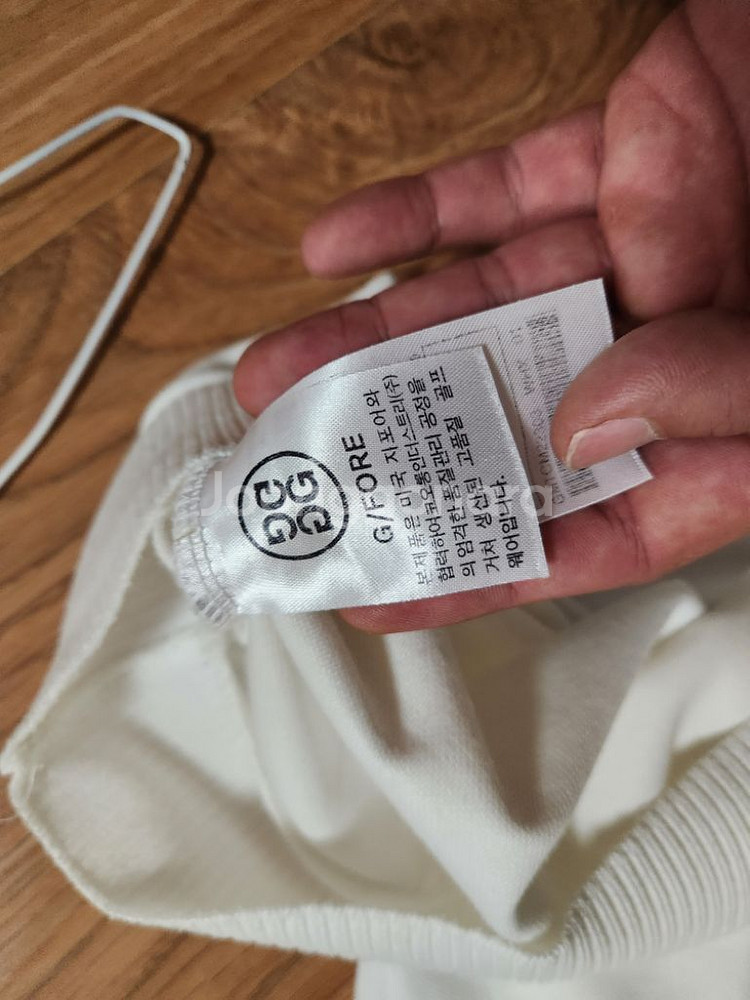 G/FORE
본제품은 미국 지포어와
협력하여코오롱인더스트리(주)
의 엄격한 품질관리 공정을
거쳐 생산된 고품질 골프
웨어입니다.
Joongonara